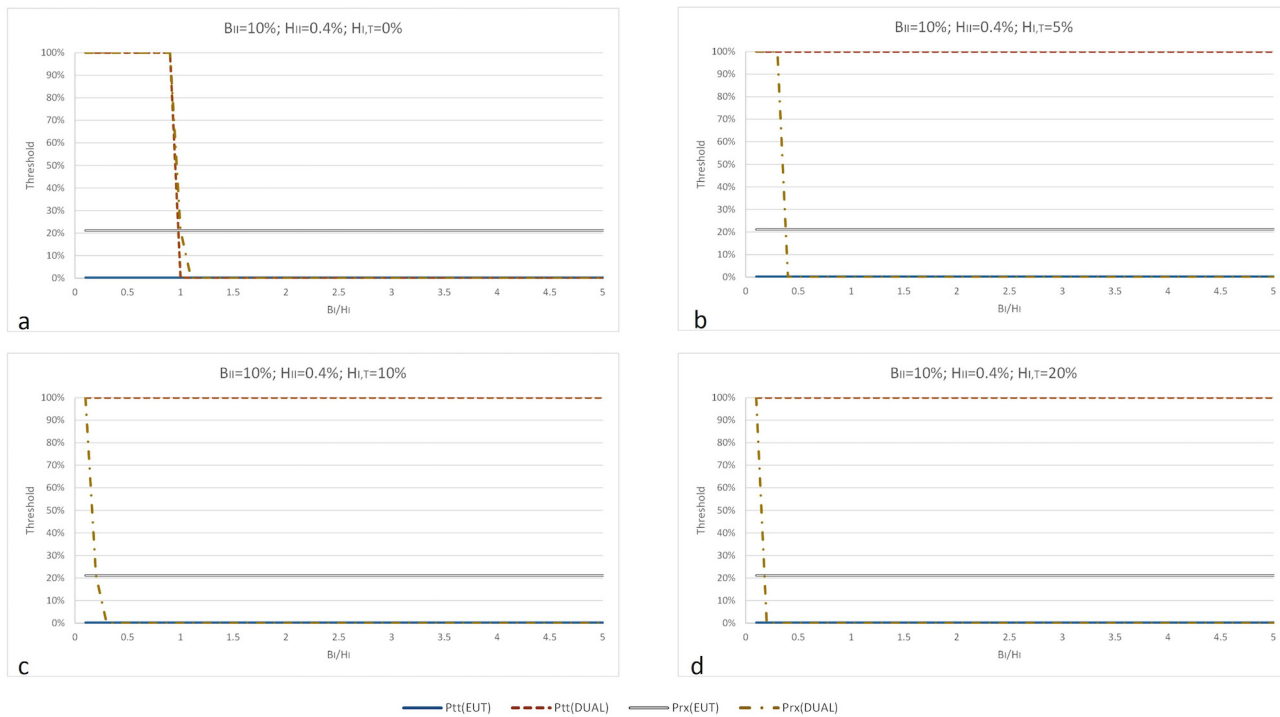 BII=10%; HII=0.4%; HI,T=0%
100%
90%
80%
70%
60%
50%
40%
30%
20%
10%
0%
Threshold
0 0.5 1 1.5 2 2.5 3 3.5 4 4.5 5
BI/HI
a
BII=10%; HII=0.4%; HI,T=5%
100%
90%
80%
70%
60%
50%
40%
30%
20%
10%
0%
Threshold
0 0.5 1 1.5 2 2.5 3 3.5 4 4.5 5
BI/HI
b
BII=10%; HII=0.4%; HI,T=10%
100%
90%
80%
70%
60%
50%
40%
30%
20%
10%
0%
Threshold
0 0.5 1 1.5 2 2.5 3 3.5 4 4.5 5
BI/HI
c
BII=10%; HII=0.4%; HI,T=20%
100%
90%
80%
70%
60%
50%
40%
30%
20%
10%
0%
Threshold
0 0.5 1 1.5 2 2.5 3 3.5 4 4.5 5
BI/HI
d
Ptt(EUT) Ptt(DUAL) Prx(EUT) Prx(DUAL)